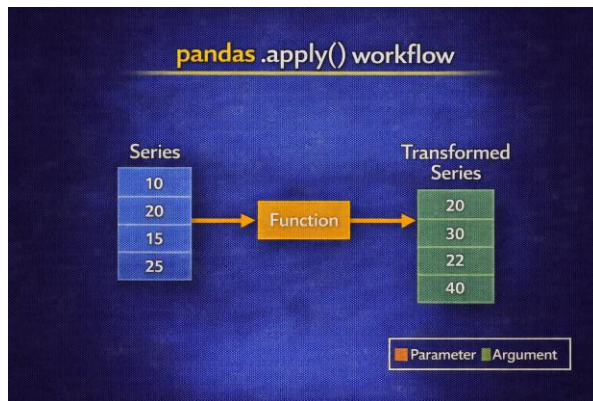 pandas .apply() workflow
Series
10
20
15
25
Function
Transformed
Series
20
30
22
40
Parameter Argument